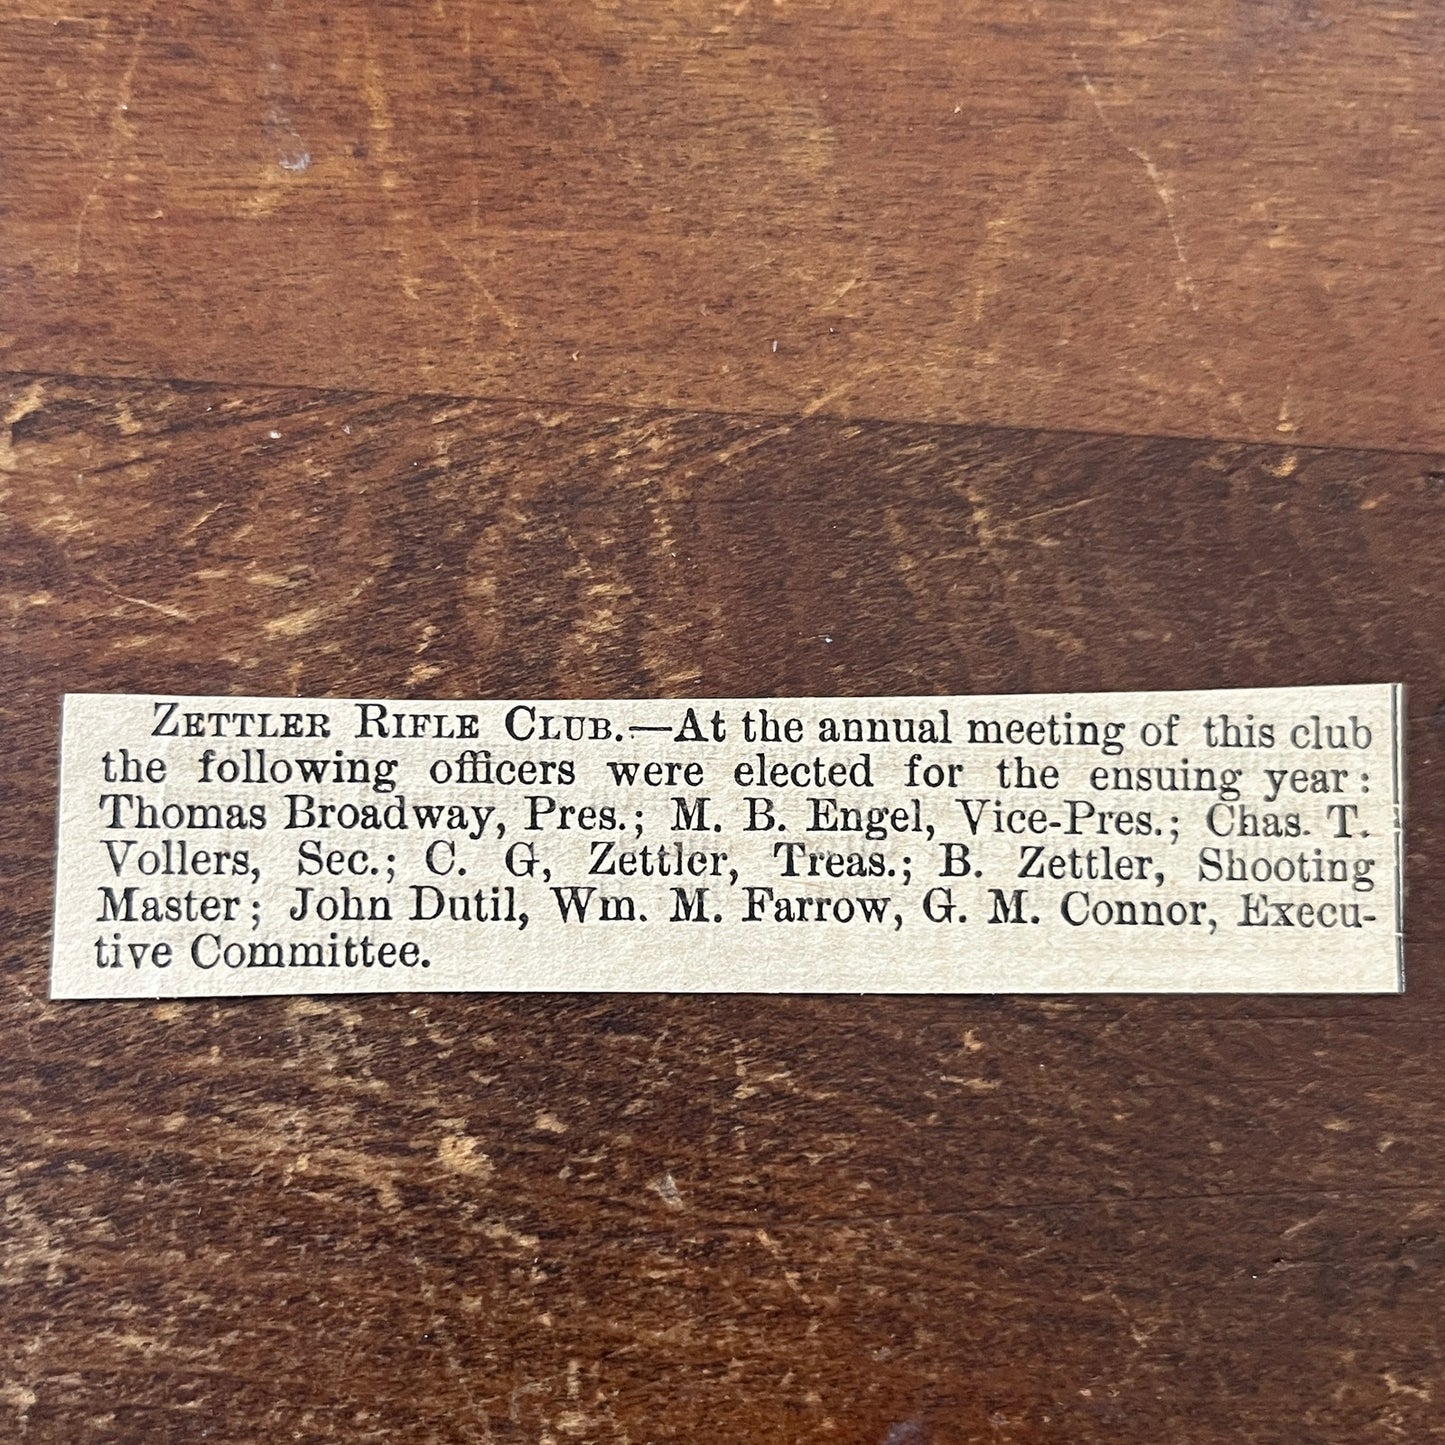 ZETTLER RIFLE CLUB.—At the annual meeting of this club
the following officers were elected for the ensuing year:
Thomas Broadway, Pres.; M. B. Engel, Vice-Pres.; Chas. T.
Vollers, Sec.; C. G, Zettler, Treas.; B. Zettler, Shooting
Master; John Dutil, Wm. M. Farrow, G. M. Connor, Execu-
tive Committee.